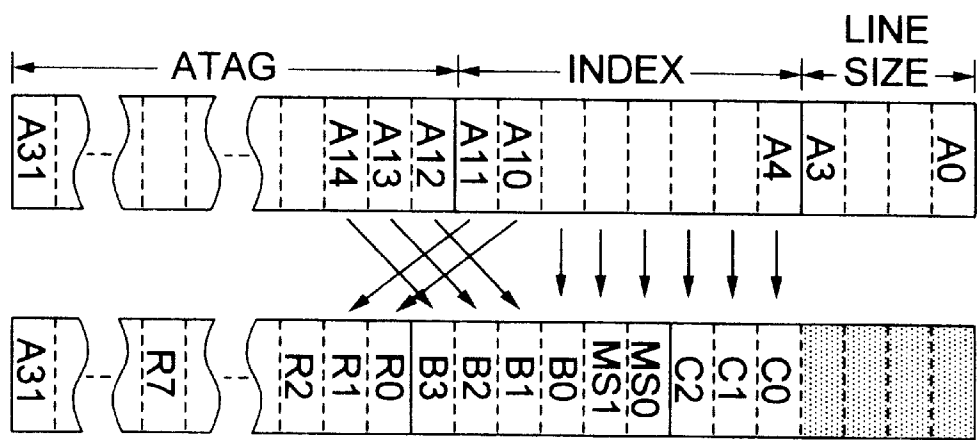 LINE
ATAG INDEX SIZE
A31 A14 A13 A12 A11 A10 A4 A3 A0
A31 R7 R2 R1 R0 B3 B2 B1 B0 MS1 MS0 C2 C1 C0